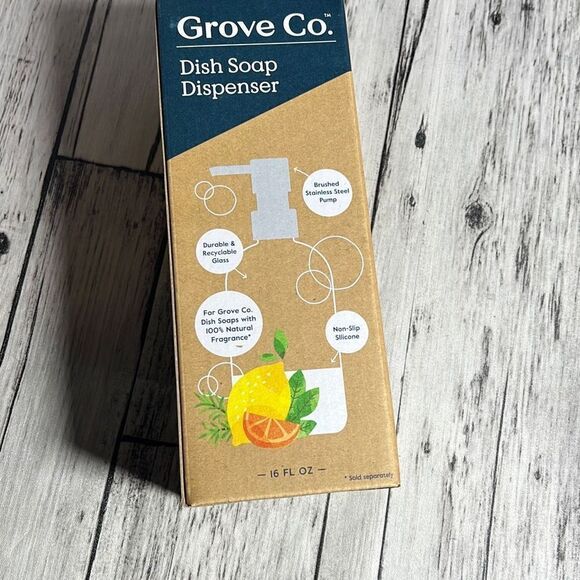 Grove Co.™
Dish Soap
Dispenser
Brushed
Stainless Steel
Pump
Durable &
Recyclable
Glass
For Grove Co.
Dish Soaps with
100% Natural
Fragrance*
Non-Slip
Silicone
— 16 FL OZ —
* Sold separately